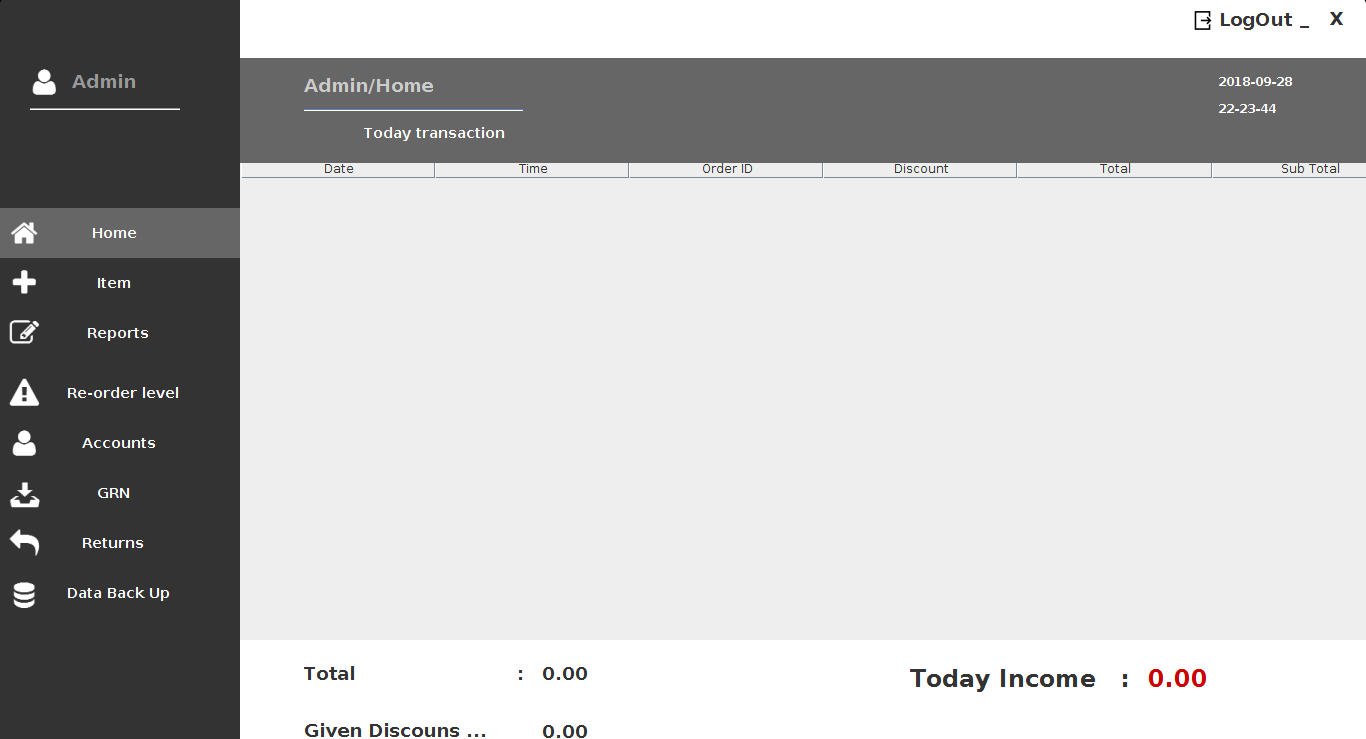 LogOut _ X
Admin
Admin/Home
2018-09-28
22-23-44
Today transaction
Date Time Order ID Discount Total Sub Total
Home
Item
Reports
Re-order level
Accounts
GRN
Returns
Data Back Up
Total : 0.00
Today Income : 0.00
Given Discouns ... 0.00